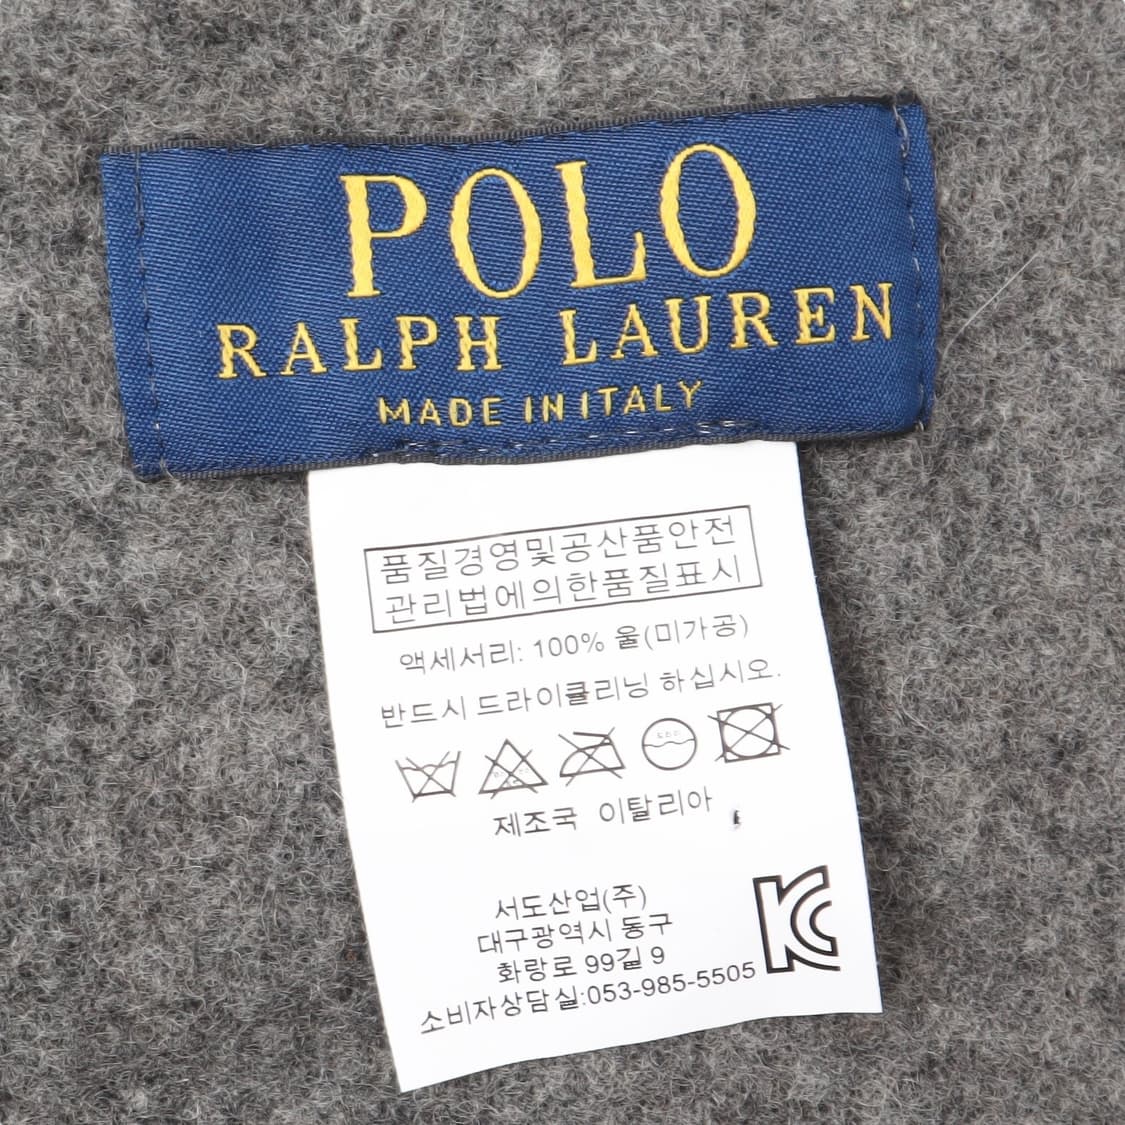 POLO
RALPH LAUREN
MADE IN ITALY
품질경영및공산품안전
관리법에의한품질표시
액세서리: 100% 울(미가공)
반드시 드라이클리닝 하십시오.
제조국 이탈리아
서도산업(주)
대구광역시 동구
화랑로 99길 9
소비자상담실:053-985-5505